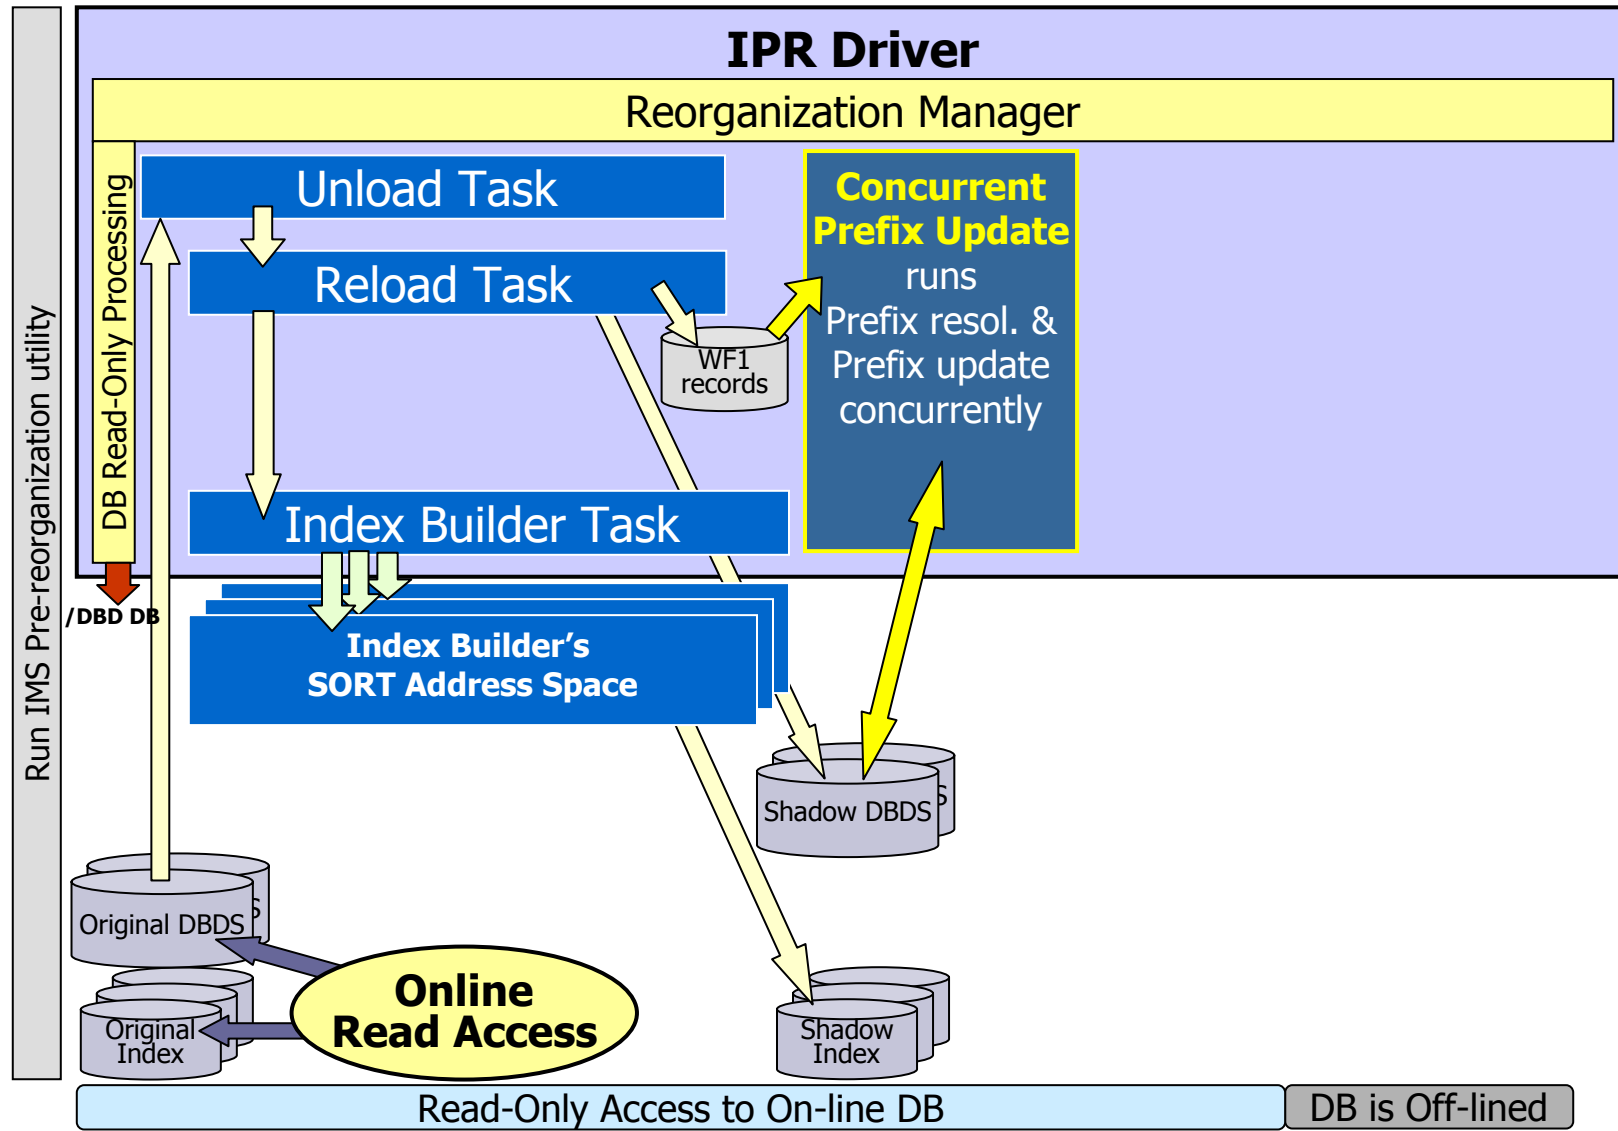 Run IMS Pre-reorganization utility
IPR Driver
Reorganization Manager
DB Read-Only Processing
Unload Task
Reload Task
WF1
records
Concurrent
Prefix Update
runs
Prefix resol. &
Prefix update
concurrently
Index Builder Task
/DBD DB
Index Builder’s
SORT Address Space
Shadow DBDS
S
Original DBDS
S
Original
Index
Online
Read Access
Shadow
Index
Read-Only Access to On-line DB
DB is Off-lined